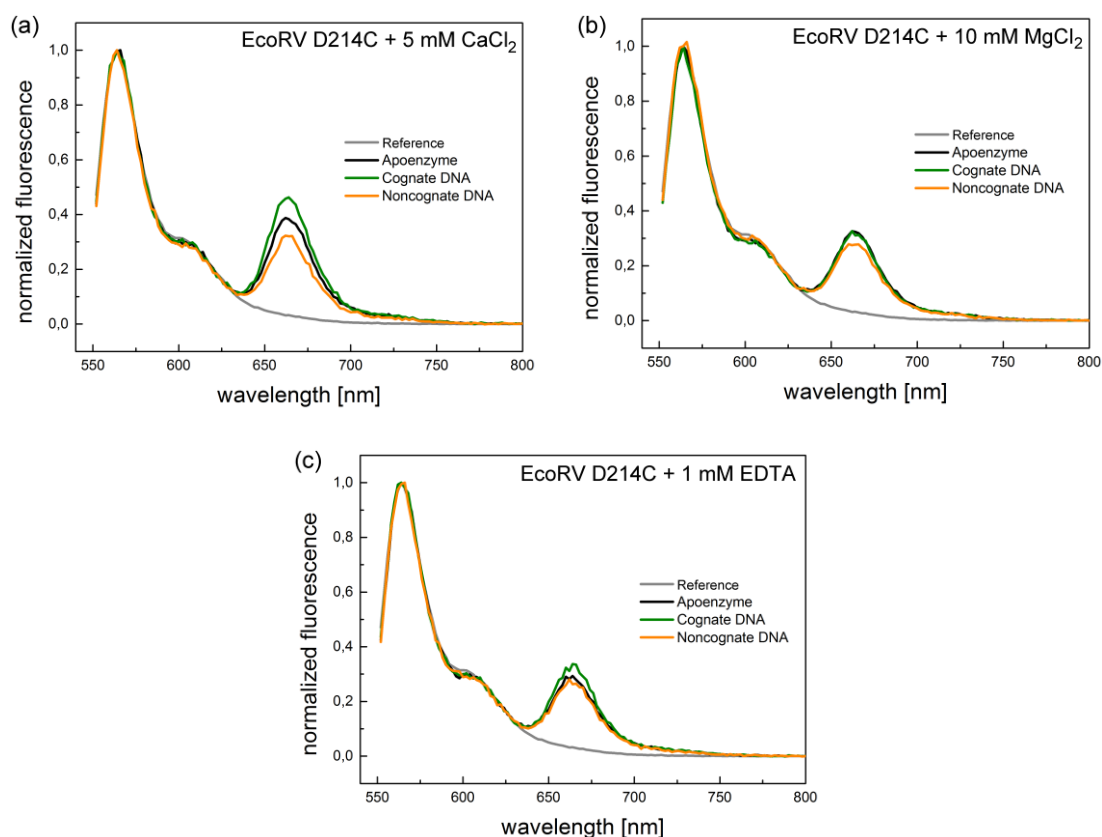 (a)
EcoRV D214C + 5 mM CaCl₂
normalized fluorescence
1,0
0,8
0,6
0,4
0,2
0,0
Reference
Apoenzyme
Cognate DNA
Noncognate DNA
550 600 650 700 750 800
wavelength [nm]
(b)
EcoRV D214C + 10 mM MgCl₂
normalized fluorescence
1,0
0,8
0,6
0,4
0,2
0,0
Reference
Apoenzyme
Cognate DNA
Noncognate DNA
550 600 650 700 750 800
wavelength [nm]
(c)
EcoRV D214C + 1 mM EDTA
normalized fluorescence
1,0
0,8
0,6
0,4
0,2
0,0
Reference
Apoenzyme
Cognate DNA
Noncognate DNA
550 600 650 700 750 800
wavelength [nm]